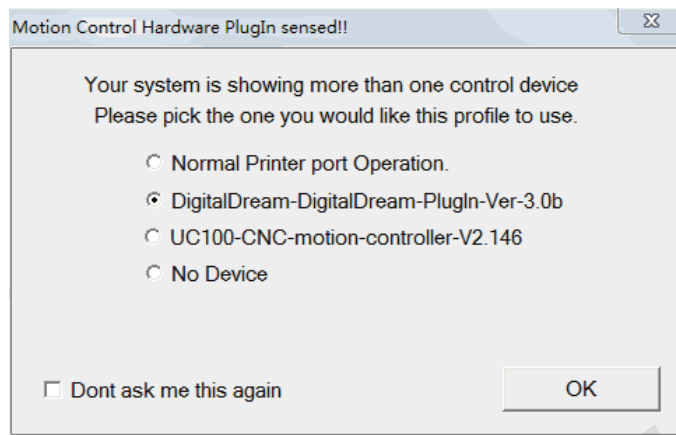 Motion Control Hardware PlugIn sensed!!
Your system is showing more than one control device
Please pick the one you would like this profile to use.
Normal Printer port Operation.
DigitalDream-DigitalDream-PlugIn-Ver-3.0b
UC100-CNC-motion-controller-V2.146
No Device
Dont ask me this again
OK